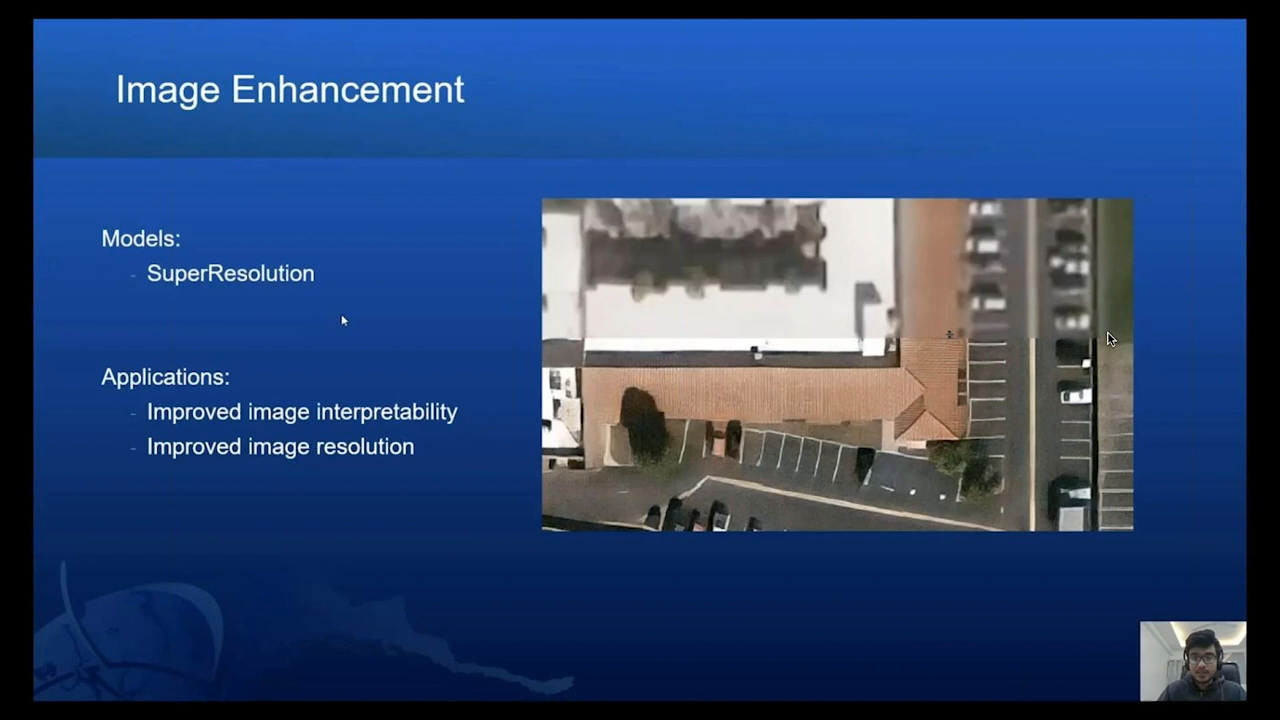 Image Enhancement
Models:
- SuperResolution
Applications:
- Improved image interpretability
- Improved image resolution